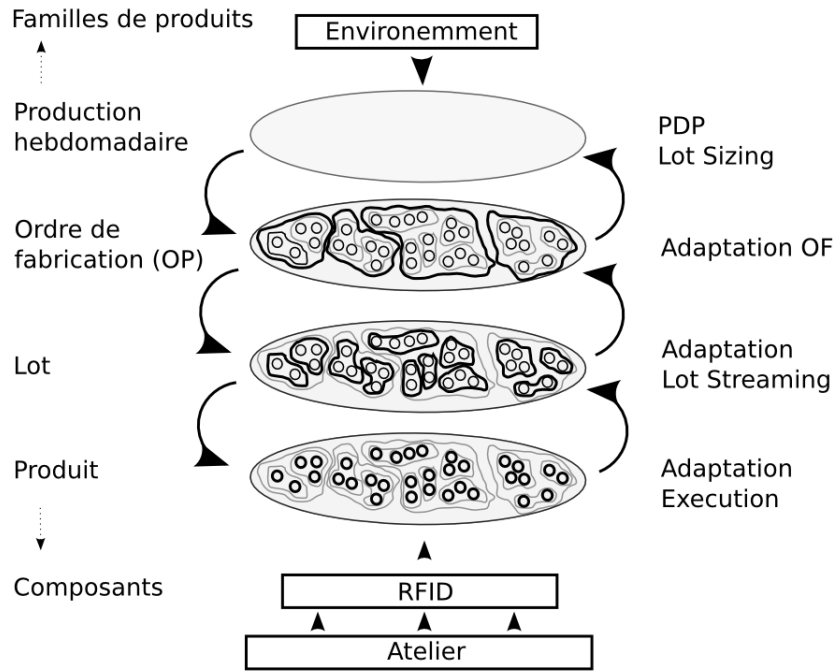 Familles de produits
Environemment
Production
hebdomadaire
PDP
Lot Sizing
Ordre de
fabrication (OP)
Adaptation OF
Lot
Adaptation
Lot Streaming
Produit
Adaptation
Execution
Composants
RFID
Atelier